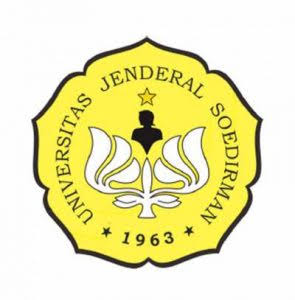 UNIVERSITAS JENDERAL SOEDIRMAN
★ 1963 ★